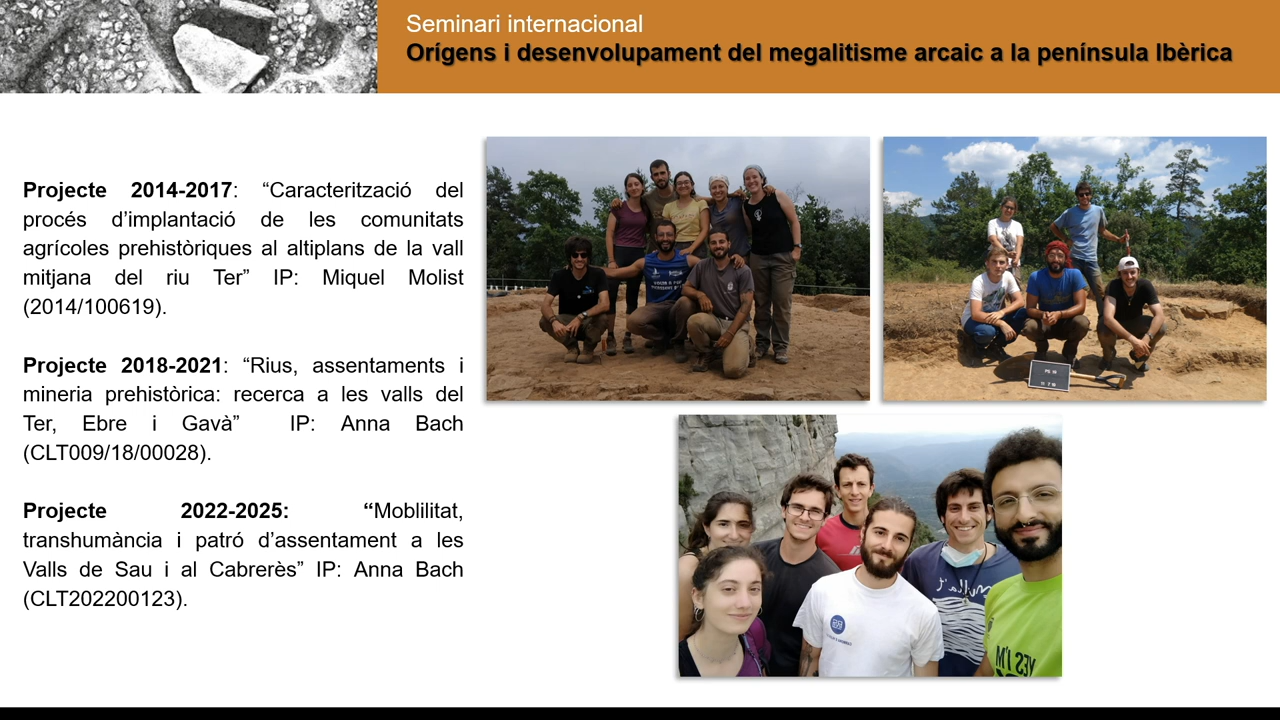 Seminari internacional
Orígens i desenvolupament del megalitisme arcaic a la península Ibèrica
Projecte 2014-2017: “Caracterització del
procés d’implantació de les comunitats
agrícoles prehistòriques al altiplans de la vall
mitjana del riu Ter” IP: Miquel Molist
(2014/100619).
Projecte 2018-2021: “Rius, assentaments i
mineria prehistòrica: recerca a les valls del
Ter, Ebre i Gavà” IP: Anna Bach
(CLT009/18/00028).
Projecte 2022-2025: “Moblilitat,
transhumància i patró d’assentament a les
Valls de Sau i al Cabrerès” IP: Anna Bach
(CLT202200123).
YES I'M